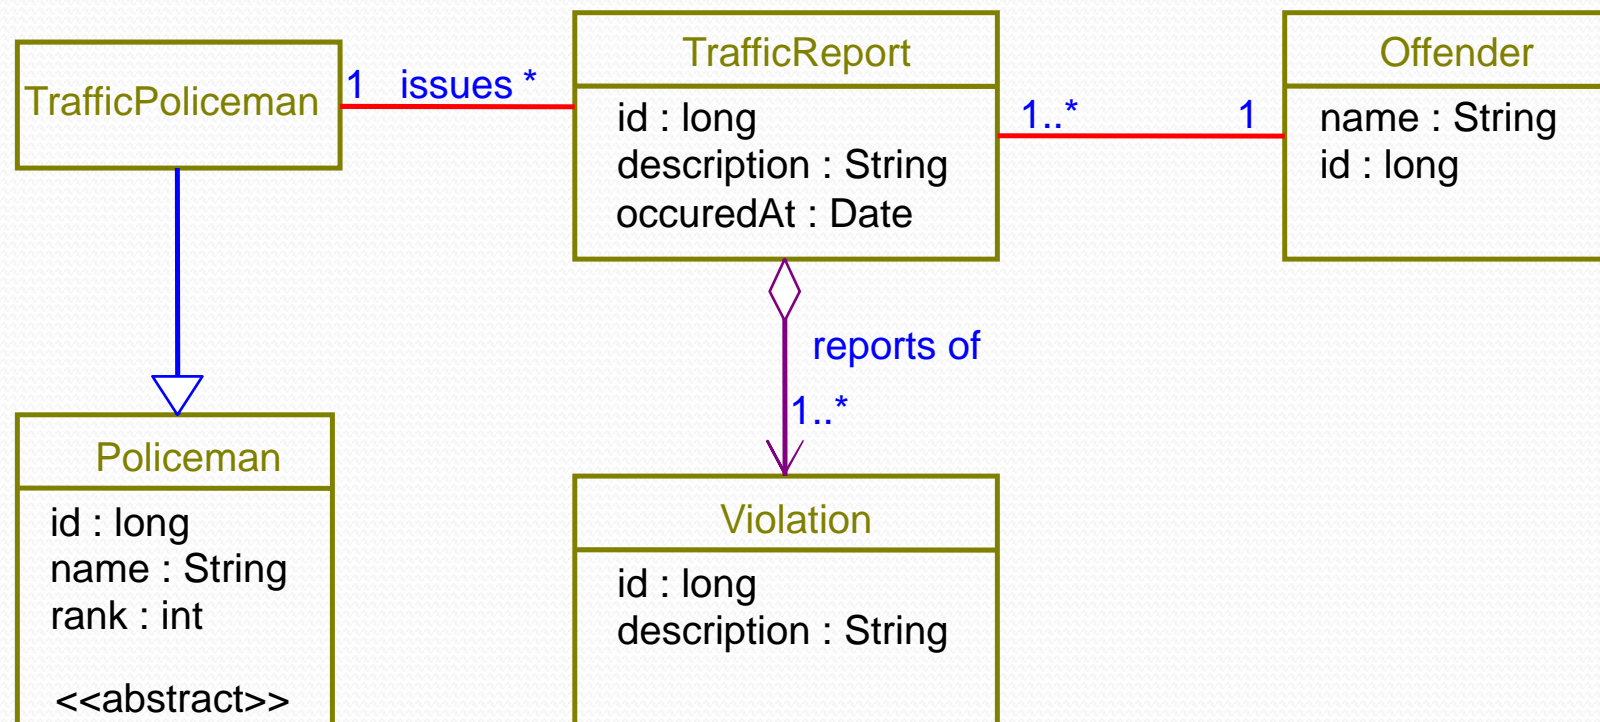 TrafficPoliceman
1 issues *
TrafficReport
id : long
description : String
occuredAt : Date
1..* 1
Offender
name : String
id : long
reports of
1..*
Policeman
id : long
name : String
rank : int
<<abstract>>
Violation
id : long
description : String